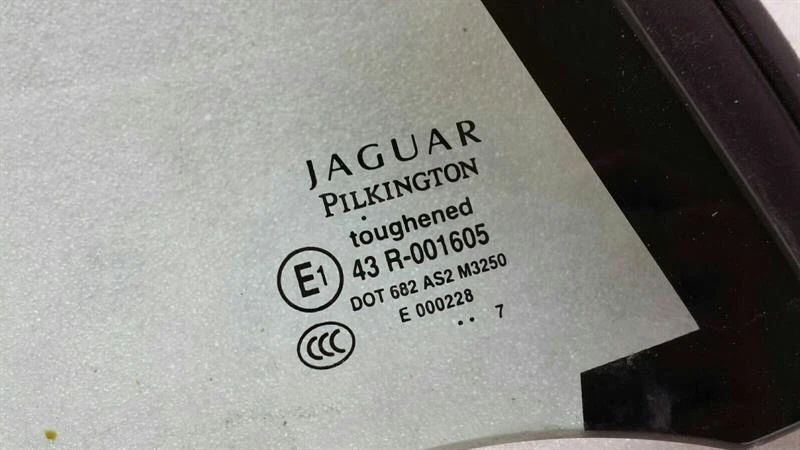 JAGUAR
PILKINGTON
toughened
E1 43 R-001605
DOT 682 AS2 M3250
E 000228
CCC
.. 7